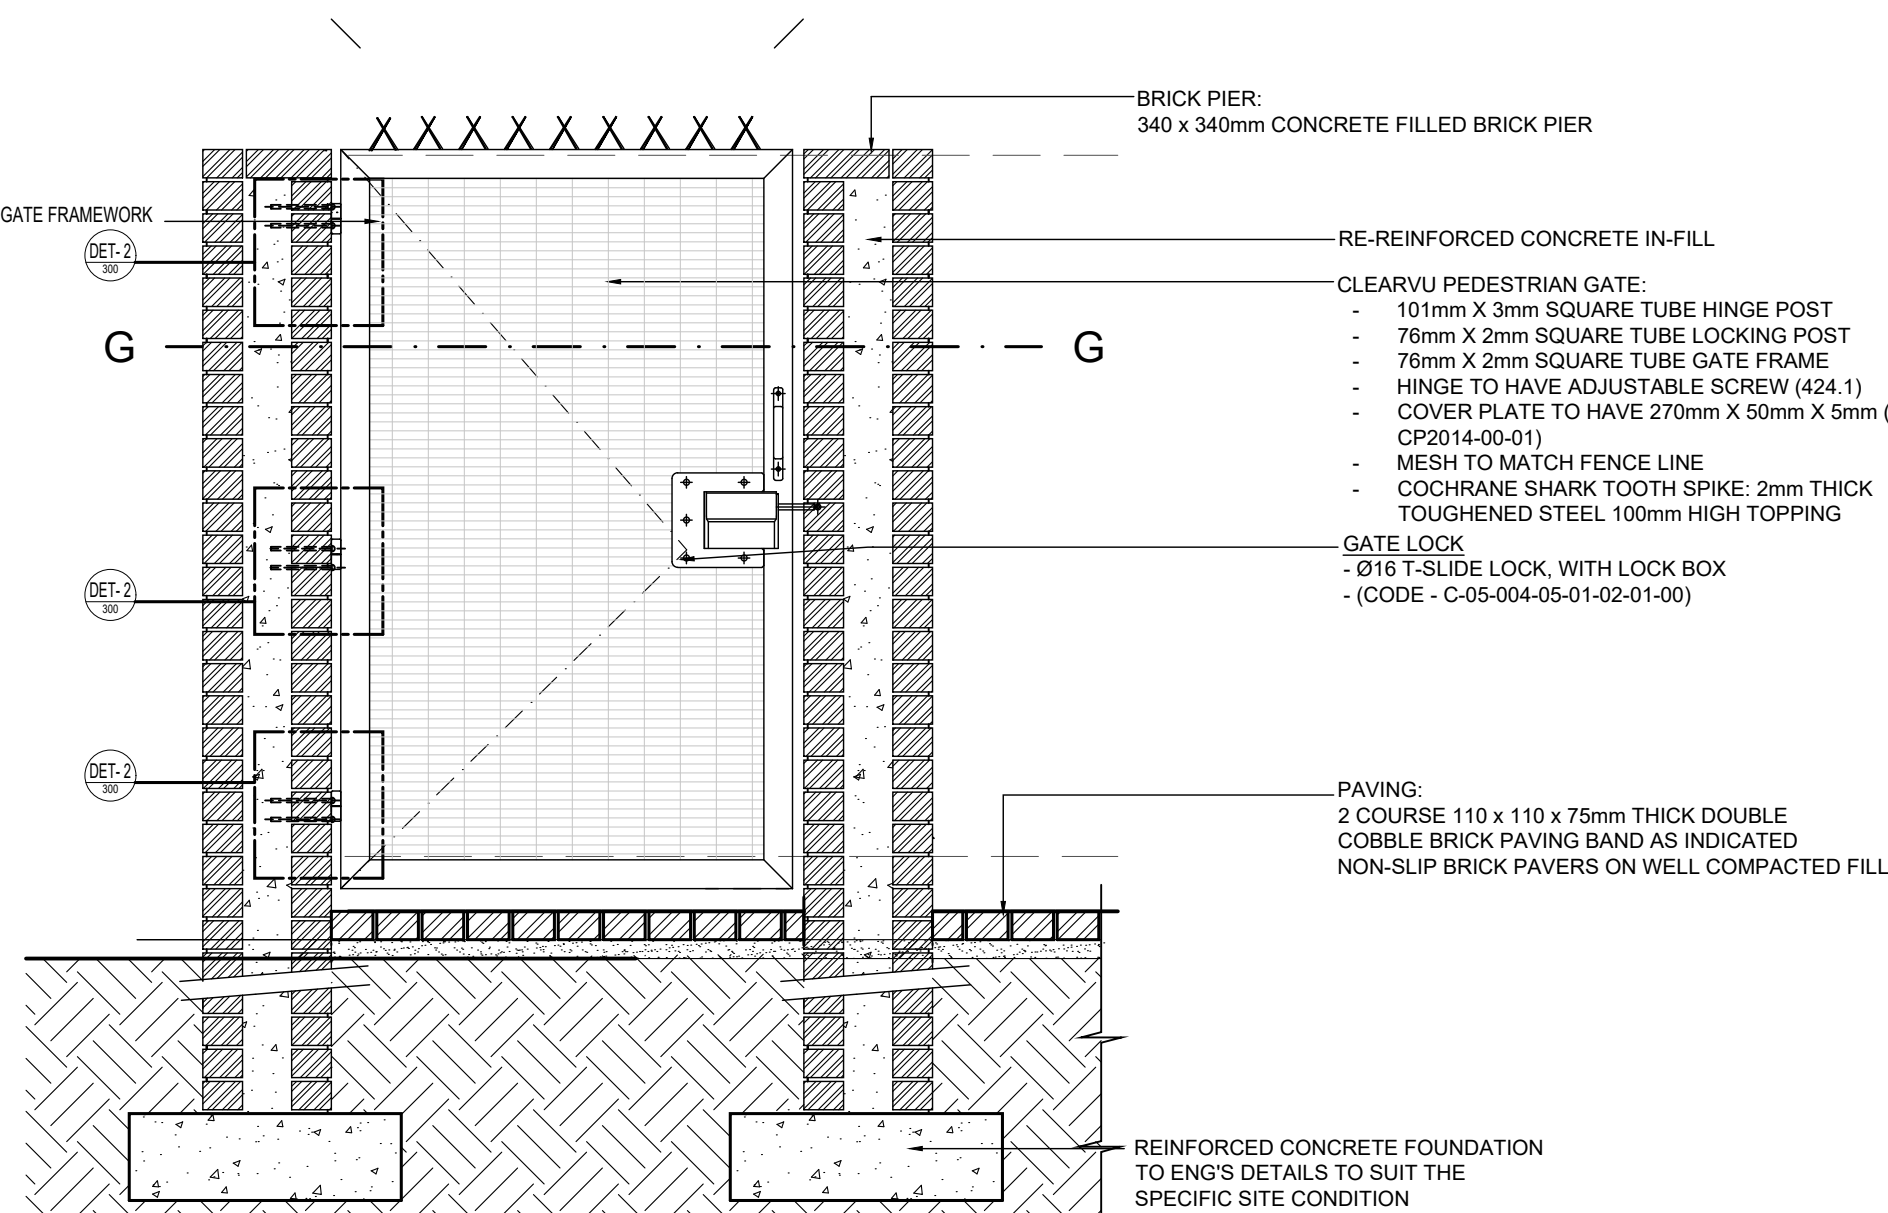 BRICK PIER:
340 x 340mm CONCRETE FILLED BRICK PIER
GATE FRAMEWORK
DET- 2
300
RE-REINFORCED CONCRETE IN-FILL
CLEARVU PEDESTRIAN GATE:
- 101mm X 3mm SQUARE TUBE HINGE POST
- 76mm X 2mm SQUARE TUBE LOCKING POST
- 76mm X 2mm SQUARE TUBE GATE FRAME
- HINGE TO HAVE ADJUSTABLE SCREW (424.1)
- COVER PLATE TO HAVE 270mm X 50mm X 5mm (
CP2014-00-01)
- MESH TO MATCH FENCE LINE
- COCHRANE SHARK TOOTH SPIKE: 2mm THICK
TOUGHENED STEEL 100mm HIGH TOPPING
G
G
GATE LOCK
- Ø16 T-SLIDE LOCK, WITH LOCK BOX
- (CODE - C-05-004-05-01-02-01-00)
DET- 2
300
DET- 2
300
PAVING:
2 COURSE 110 x 110 x 75mm THICK DOUBLE
COBBLE BRICK PAVING BAND AS INDICATED
NON-SLIP BRICK PAVERS ON WELL COMPACTED FILL
REINFORCED CONCRETE FOUNDATION
TO ENG'S DETAILS TO SUIT THE
SPECIFIC SITE CONDITION